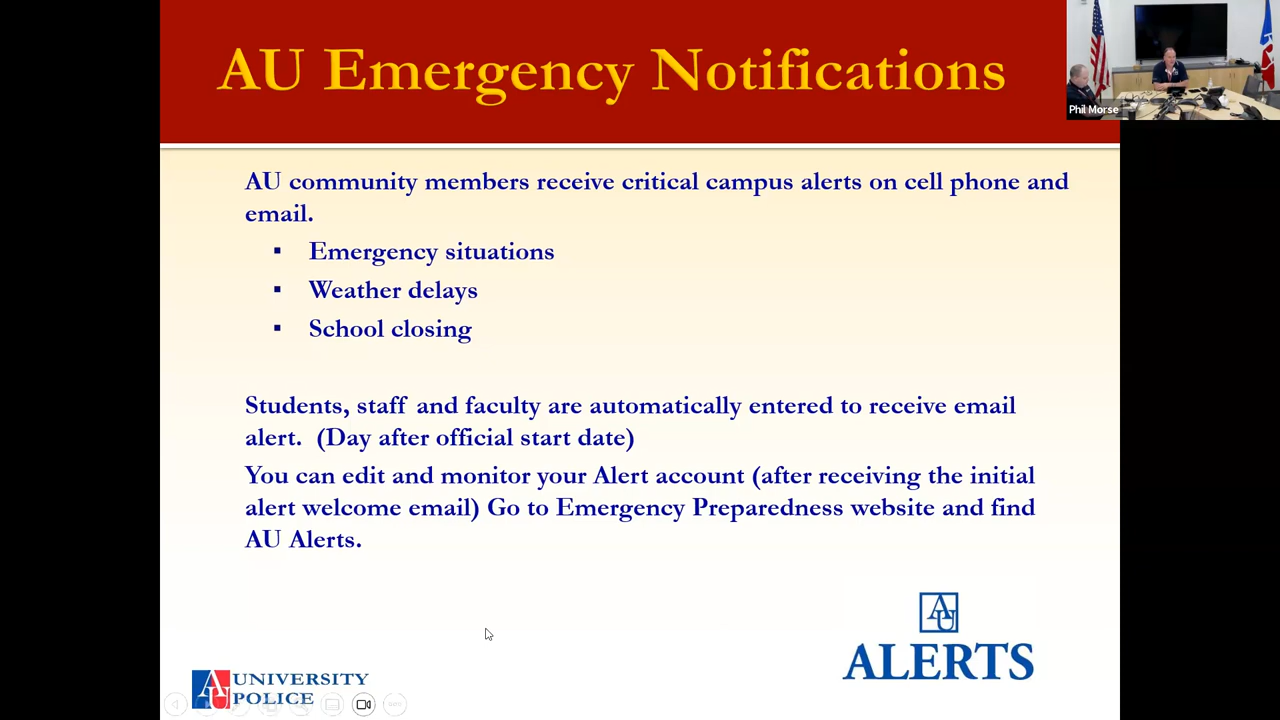 AU Emergency Notifications
Phil Morse
AU community members receive critical campus alerts on cell phone and
email.
▪ Emergency situations
▪ Weather delays
▪ School closing
Students, staff and faculty are automatically entered to receive email
alert. (Day after official start date)
You can edit and monitor your Alert account (after receiving the initial
alert welcome email) Go to Emergency Preparedness website and find
AU Alerts.
AU
ALERTS
AU UNIVERSITY
POLICE